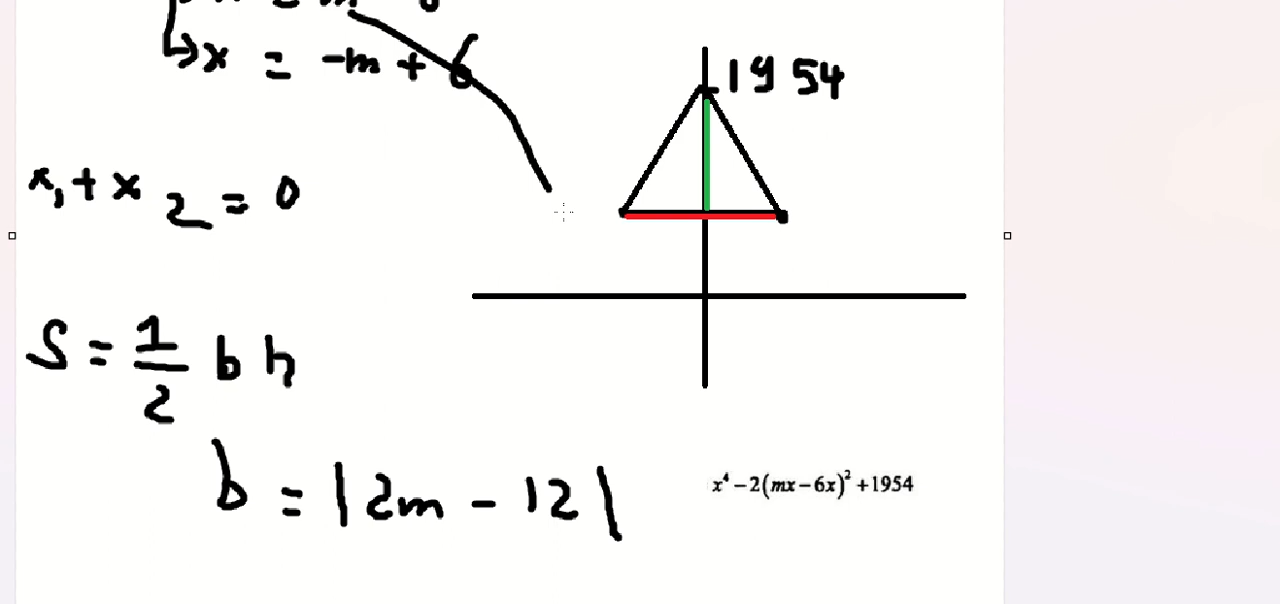 x = -m + 6
1954
x₁ + x₂ = 0
S = 1/2 b h
b = |2m - 12|
x⁴ - 2(mx - 6x)² + 1954